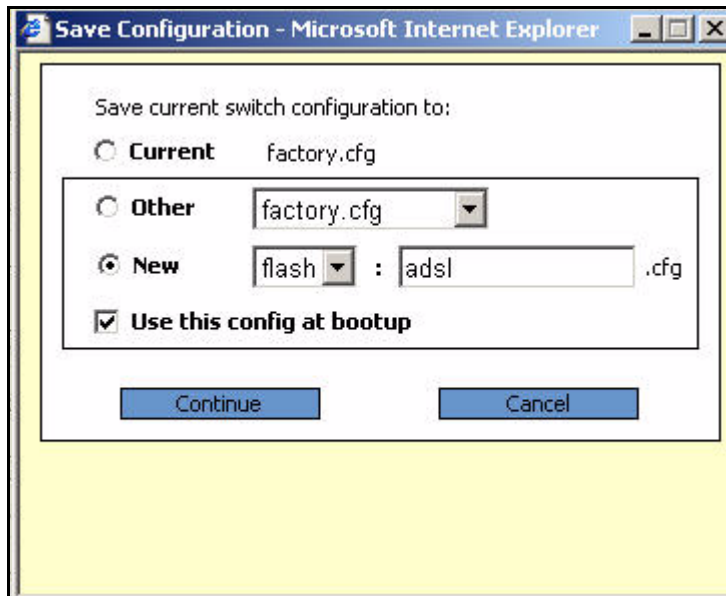 Save Configuration - Microsoft Internet Explorer
Save current switch configuration to:
Current factory.cfg
Other factory.cfg
New flash : adsl .cfg
Use this config at bootup
Continue Cancel